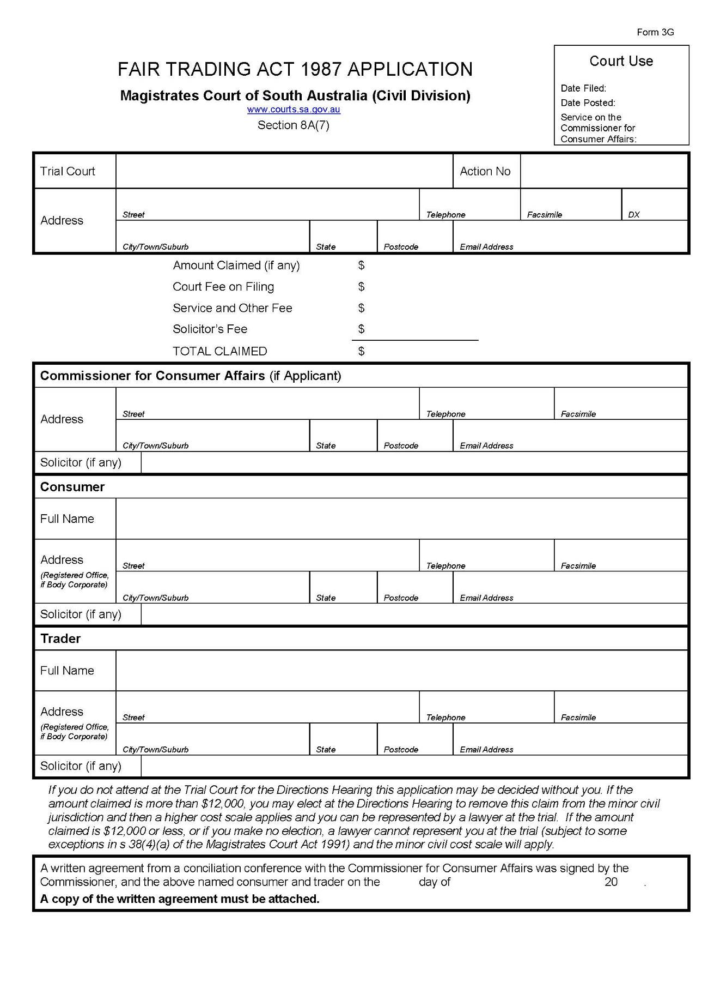 Form 3G
FAIR TRADING ACT 1987 APPLICATION
Magistrates Court of South Australia (Civil Division)
www.courts.sa.gov.au
Section 8A(7)
Court Use
Date Filed:
Date Posted:
Service on the
Commissioner for
Consumer Affairs:
Trial Court
Action No
Address
Street
Telephone
Facsimile
DX
City/Town/Suburb
State
Postcode
Email Address
Amount Claimed (if any) $
Court Fee on Filing $
Service and Other Fee $
Solicitor's Fee $
TOTAL CLAIMED $
Commissioner for Consumer Affairs (if Applicant)
Address
Street
Telephone
Facsimile
City/Town/Suburb
State
Postcode
Email Address
Solicitor (if any)
Consumer
Full Name
Address
(Registered Office,
if Body Corporate)
Street
Telephone
Facsimile
City/Town/Suburb
State
Postcode
Email Address
Solicitor (if any)
Trader
Full Name
Address
(Registered Office,
if Body Corporate)
Street
Telephone
Facsimile
City/Town/Suburb
State
Postcode
Email Address
Solicitor (if any)
If you do not attend at the Trial Court for the Directions Hearing this application may be decided without you. If the
amount claimed is more than $12,000, you may elect at the Directions Hearing to remove this claim from the minor civil
jurisdiction and then a higher cost scale applies and you can be represented by a lawyer at the trial. If the amount
claimed is $12,000 or less, or if you make no election, a lawyer cannot represent you at the trial (subject to some
exceptions in s 38(4)(a) of the Magistrates Court Act 1991) and the minor civil cost scale will apply.
A written agreement from a conciliation conference with the Commissioner for Consumer Affairs was signed by the
Commissioner, and the above named consumer and trader on the day of 20 .
A copy of the written agreement must be attached.